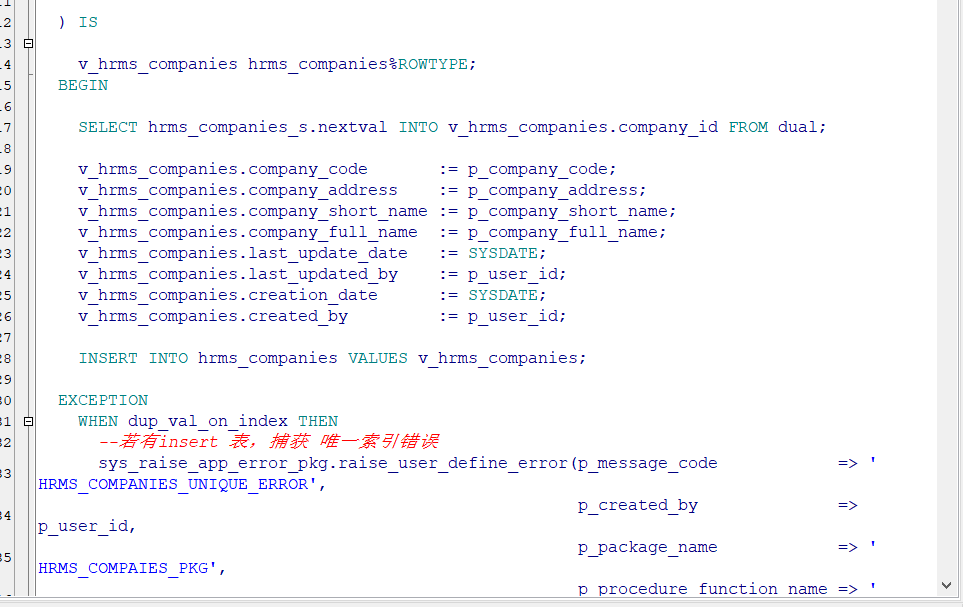 ) IS
v_hrms_companies hrms_companies%ROWTYPE;
BEGIN
SELECT hrms_companies_s.nextval INTO v_hrms_companies.company_id FROM dual;
v_hrms_companies.company_code := p_company_code;
v_hrms_companies.company_address := p_company_address;
v_hrms_companies.company_short_name := p_company_short_name;
v_hrms_companies.company_full_name := p_company_full_name;
v_hrms_companies.last_update_date := SYSDATE;
v_hrms_companies.last_updated_by := p_user_id;
v_hrms_companies.creation_date := SYSDATE;
v_hrms_companies.created_by := p_user_id;
INSERT INTO hrms_companies VALUES v_hrms_companies;
EXCEPTION
WHEN dup_val_on_index THEN
--若有insert 表，捕获 唯一索引错误
sys_raise_app_error_pkg.raise_user_define_error(p_message_code => '
HRMS_COMPANIES_UNIQUE_ERROR',
p_created_by =>
p_user_id,
p_package_name => '
HRMS_COMPAIES_PKG',
p_procedure_function_name => '